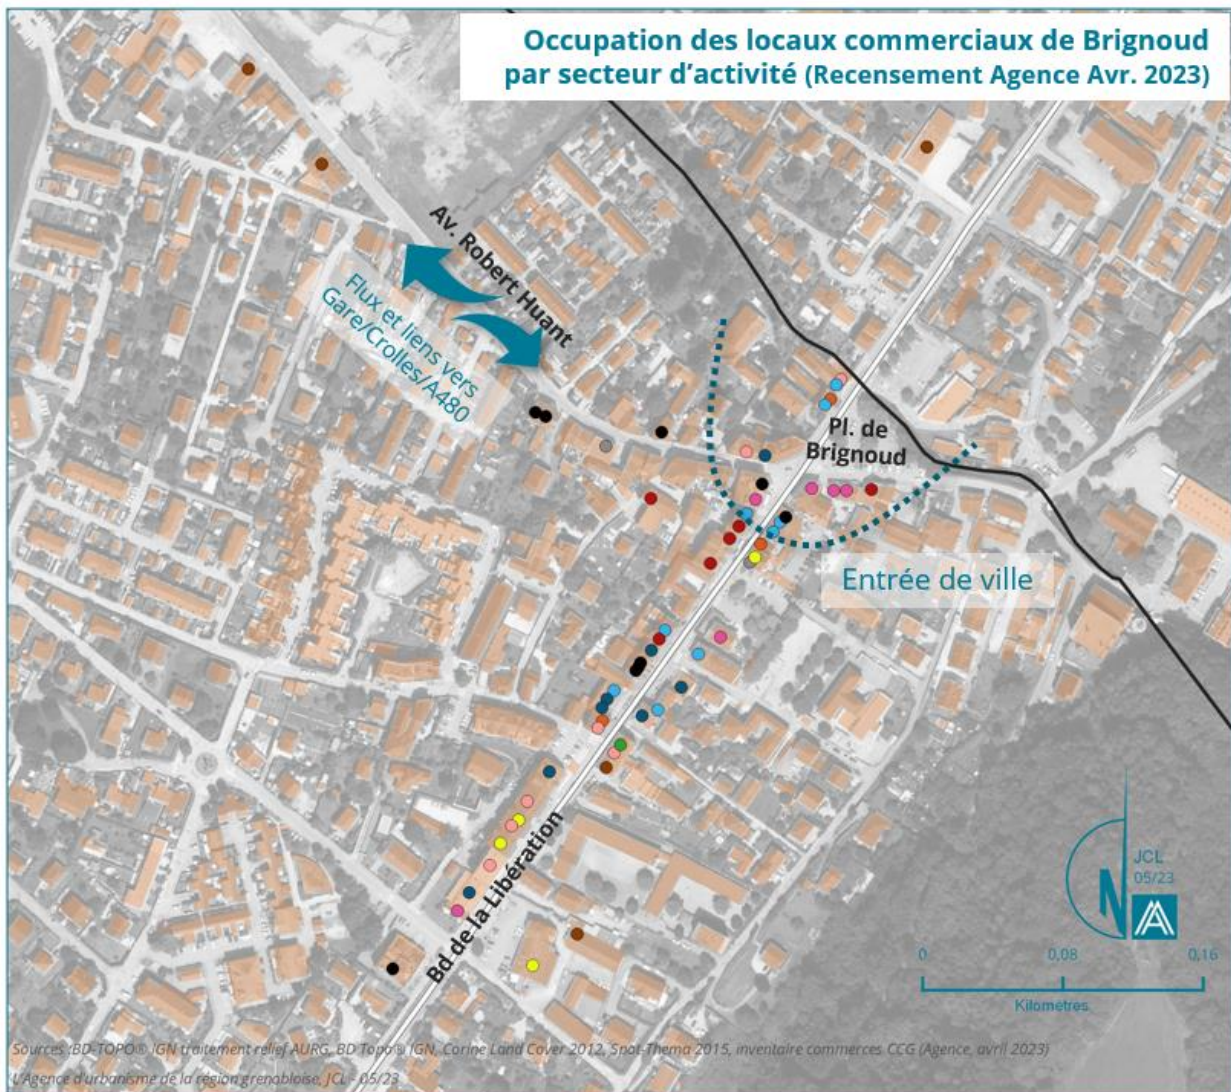 Occupation des locaux commerciaux de Brignoud
par secteur d'activité (Recensement Agence Avr. 2023)
Av. Robert Huant
Flux et liens vers
Gare/Crolles/A480
Pl. de
Brignoud
Entrée de ville
Bd de la Libération
JCL
05/23
N
0 0,08 0,16
Kilomètres
Sources :BD-TOPO® IGN traitement relief AURG, BD Topo® IGN, Corine Land Cover 2012, Spot-Thema 2015, inventaire commerces CCG (Agence, avril 2023)
L'Agence d'urbanisme de la région grenobloise, JCL - 05/23